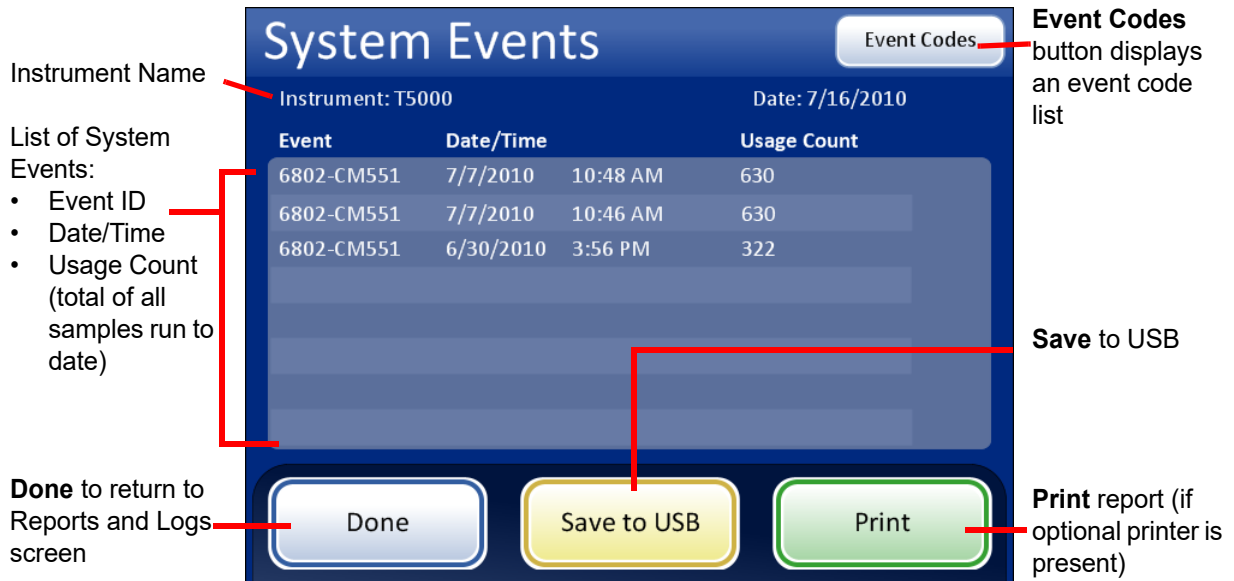 Instrument Name
List of System
Events:
• Event ID
• Date/Time
• Usage Count
(total of all
samples run to
date)
Done to return to
Reports and Logs
screen
System Events
Event Codes
Instrument: T5000 Date: 7/16/2010
Event Date/Time Usage Count
6802-CM551 7/7/2010 10:48 AM 630
6802-CM551 7/7/2010 10:46 AM 630
6802-CM551 6/30/2010 3:56 PM 322
Done Save to USB Print
Event Codes
button displays
an event code
list
Save to USB
Print report (if
optional printer is
present)